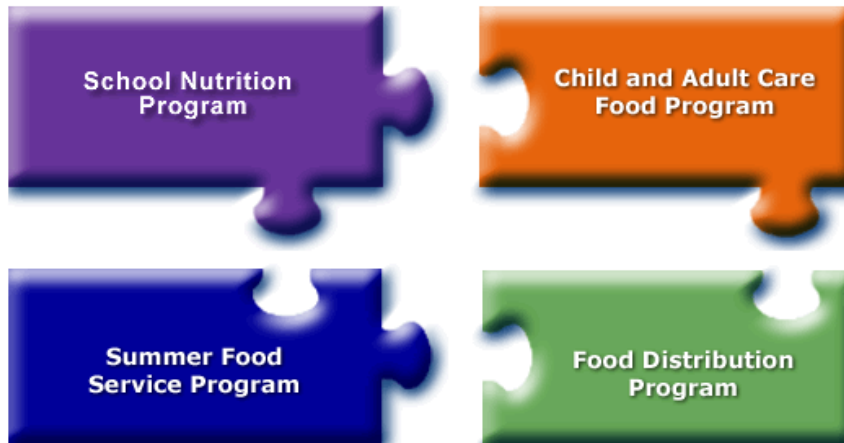 School Nutrition
Program
Child and Adult Care
Food Program
Summer Food
Service Program
Food Distribution
Program